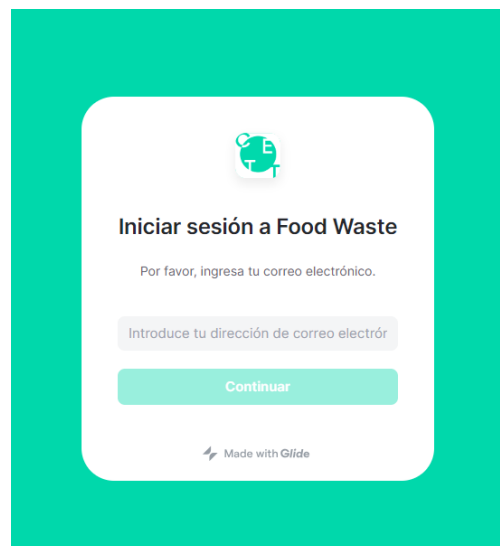 C E
T T
Iniciar sesión a Food Waste
Por favor, ingresa tu correo electrónico.
Introduce tu dirección de correo electrór
Continuar
Made with Glide